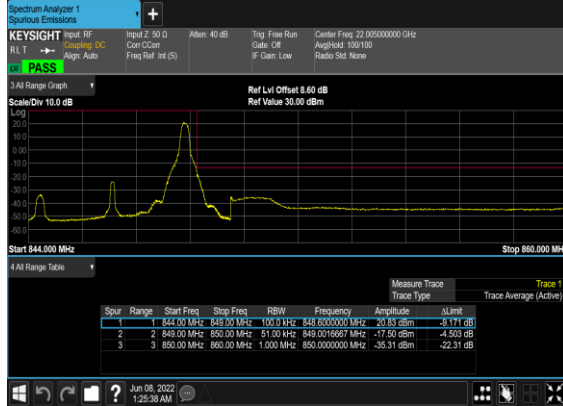 Spectrum Analyzer 1
Spurious Emissions
KEYSIGHT Input: RF Input Z: 50 Ω Atten: 40 dB Trig: Free Run Center Freq: 22.005000000 GHz
RLT Coupling: DC Corr CCorr Gate: Off Avg|Hold: 100/100
Align: Auto Freq Ref: Int (S) IF Gain: Low Radio Std: None
PASS
3 All Range Graph
Ref Lvl Offset 8.60 dB
Scale/Div 10.0 dB Ref Value 30.00 dBm
Log
20.0
10.0
0.00
-10.0
-20.0
-30.0
-40.0
-50.0
-60.0
Start 844.000 MHz Stop 860.000 MH
4 All Range Table
Measure Trace Trace 1
Trace Type Trace Average (Active)
Spur Range Start Freq Stop Freq RBW Frequency Amplitude ΔLimit
1 1 844.00 MHz 849.00 MHz 100.0 kHz 848.6000000 MHz 20.83 dBm -9.171 dB
2 2 849.00 MHz 850.00 MHz 51.00 kHz 849.0016667 MHz -17.50 dBm -4.503 dB
3 3 850.00 MHz 860.00 MHz 1.000 MHz 850.0000000 MHz -35.31 dBm -22.31 dB
?
Jun 08, 2022
1:25:38 AM